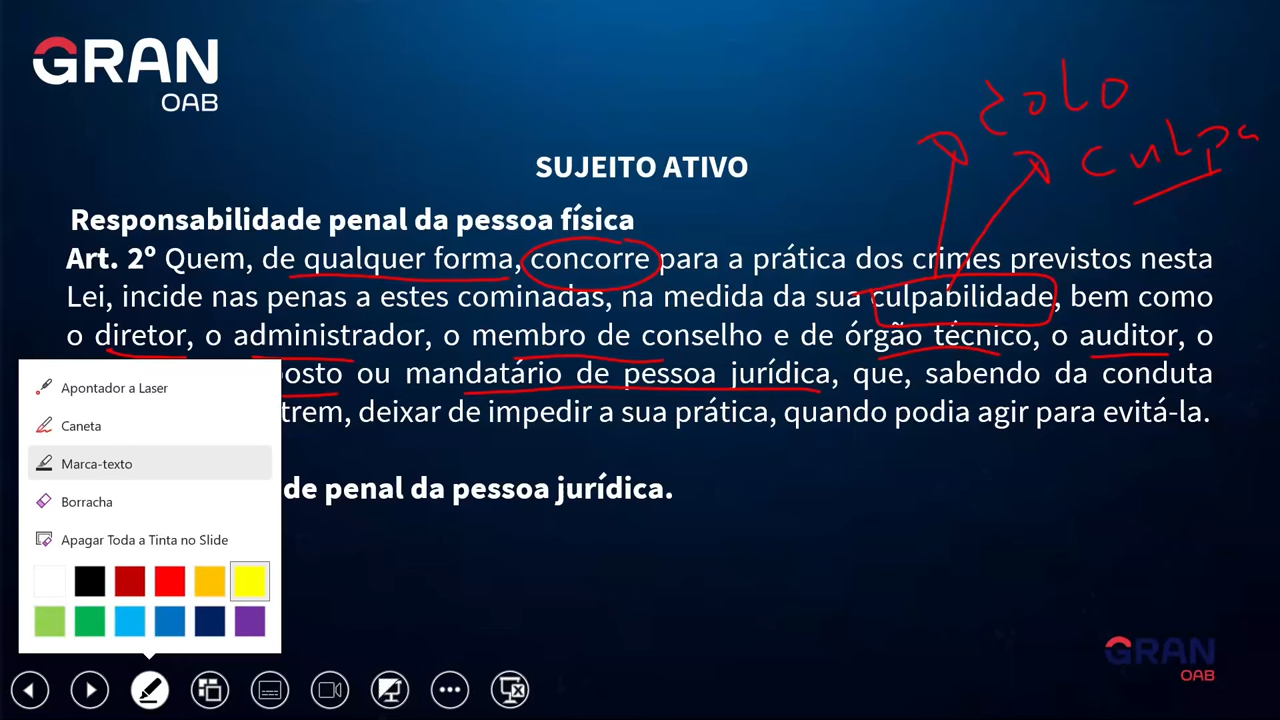 GRAN
OAB
dolo
culpa
SUJEITO ATIVO
Responsabilidade penal da pessoa física
Art. 2º Quem, de qualquer forma, concorre para a prática dos crimes previstos nesta
Lei, incide nas penas a estes cominadas, na medida da sua culpabilidade, bem como
o diretor, o administrador, o membro de conselho e de órgão técnico, o auditor, o
posto ou mandatário de pessoa jurídica, que, sabendo da conduta
trem, deixar de impedir a sua prática, quando podia agir para evitá-la.
de penal da pessoa jurídica.
Apontador a Laser
Caneta
Marca-texto
Borracha
Apagar Toda a Tinta no Slide
GRAN
OAB